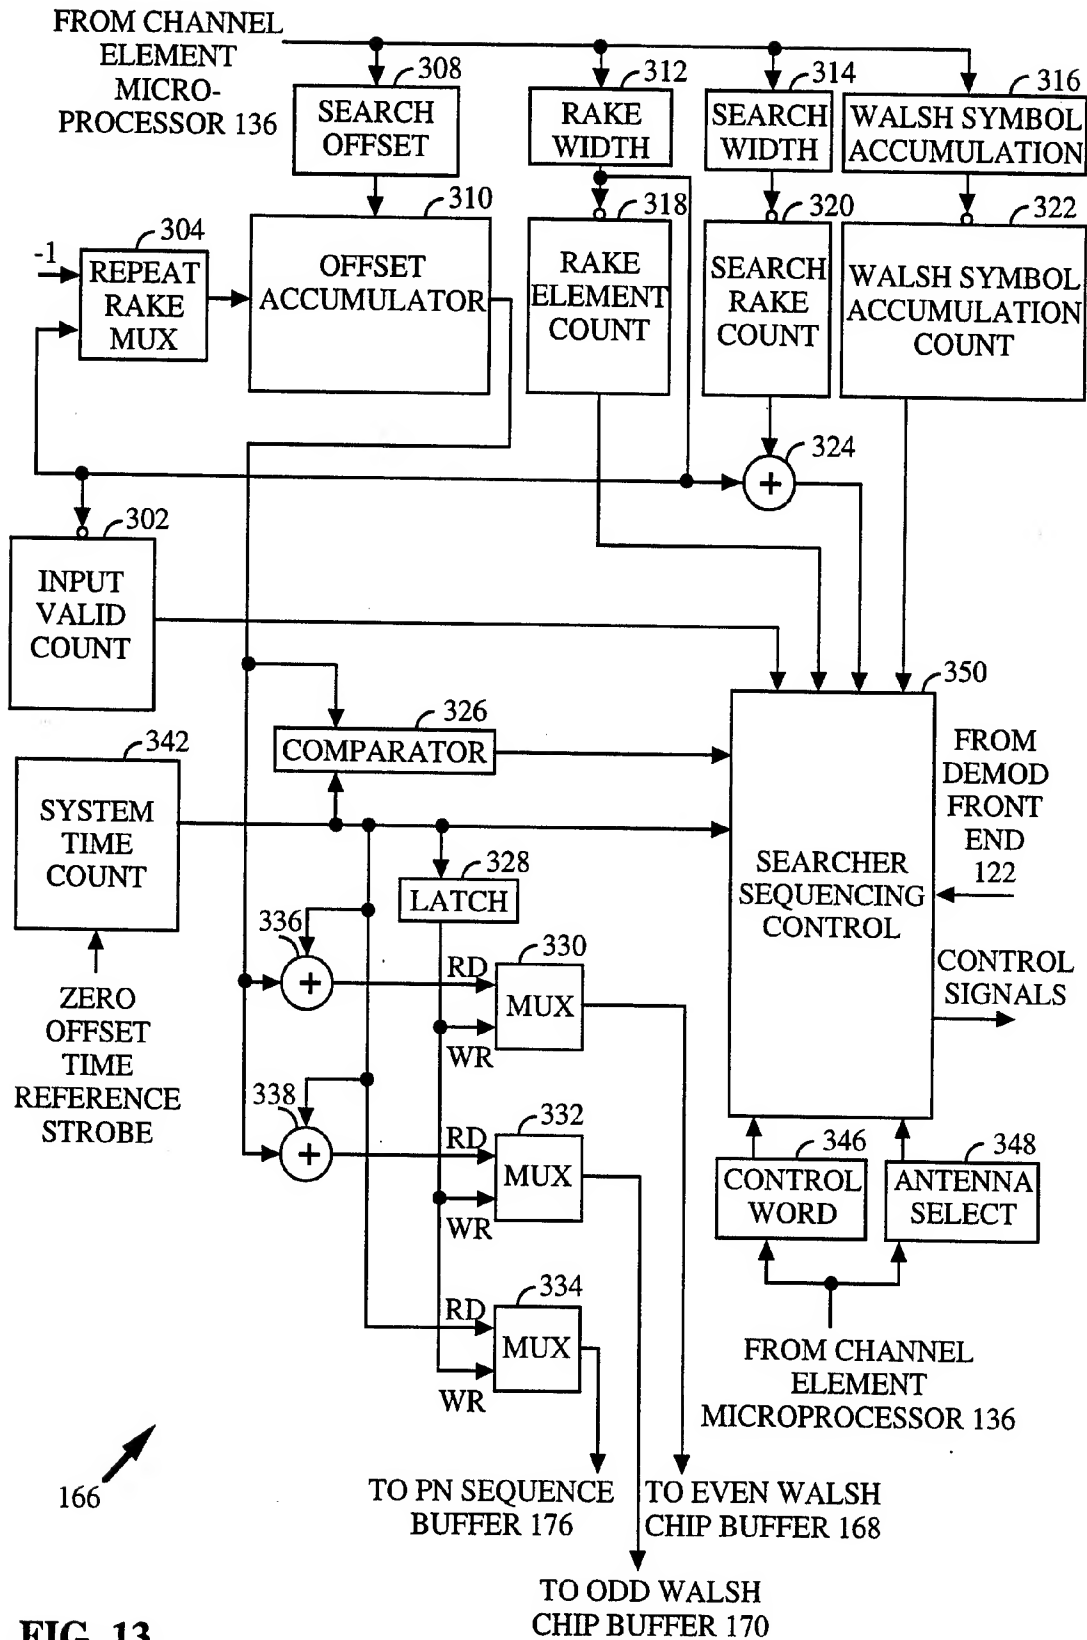 FROM CHANNEL
ELEMENT
MICRO-
PROCESSOR 136
308
SEARCH
OFFSET
312
RAKE
WIDTH
314
SEARCH
WIDTH
316
WALSH SYMBOL
ACCUMULATION
-1
304
REPEAT
RAKE
MUX
310
OFFSET
ACCUMULATOR
318
RAKE
ELEMENT
COUNT
320
SEARCH
RAKE
COUNT
322
WALSH SYMBOL
ACCUMULATION
COUNT
324
+
302
INPUT
VALID
COUNT
326
COMPARATOR
342
SYSTEM
TIME
COUNT
328
LATCH
350
SEARCHER
SEQUENCING
CONTROL
FROM
DEMOD
FRONT
END
122
CONTROL
SIGNALS
ZERO
OFFSET
TIME
REFERENCE
STROBE
336
+
RD
330
MUX
WR
338
+
RD
332
MUX
WR
RD
334
MUX
WR
346
CONTROL
WORD
348
ANTENNA
SELECT
FROM CHANNEL
ELEMENT
MICROPROCESSOR 136
166
TO PN SEQUENCE
BUFFER 176
TO EVEN WALSH
CHIP BUFFER 168
TO ODD WALSH
CHIP BUFFER 170
FIG. 13